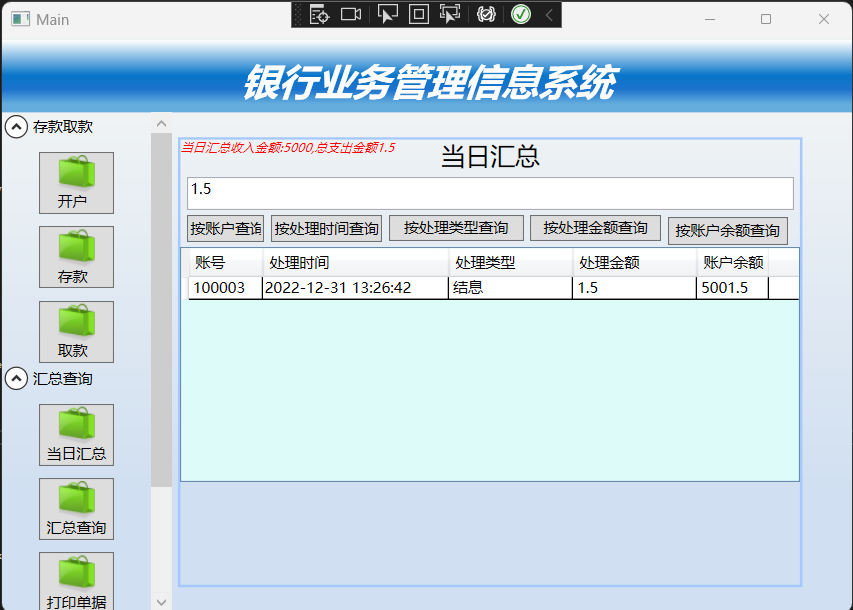 Main
银行业务管理信息系统
存款取款
开户
存款
取款
汇总查询
当日汇总
汇总查询
打印单据
当日汇总收入金额:5000,总支出金额1.5
当日汇总
1.5
按账户查询 按处理时间查询 按处理类型查询 按处理金额查询 按账户余额查询
账号 处理时间 处理类型 处理金额 账户余额
100003 2022-12-31 13:26:42 结息 1.5 5001.5